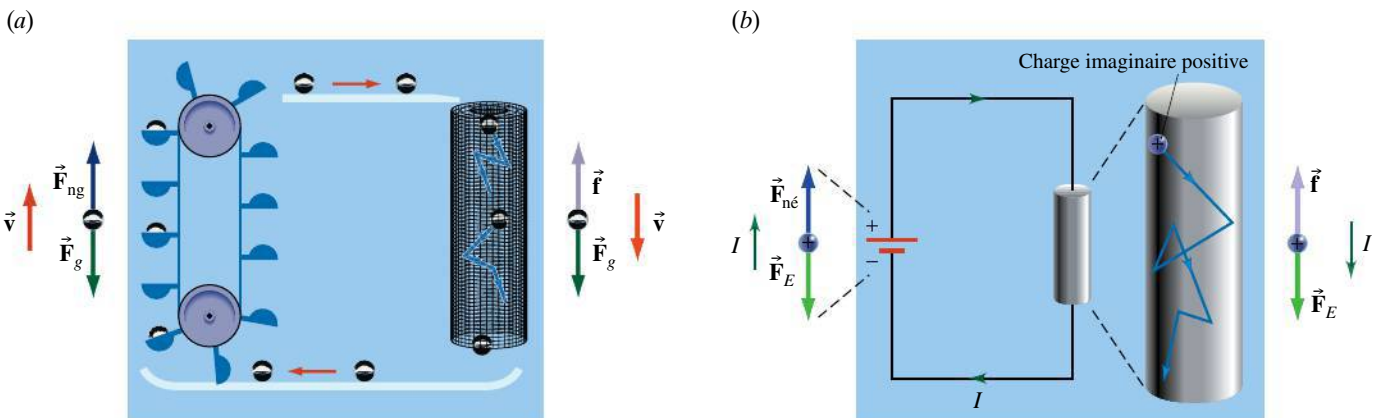 (a)
(b)
Charge imaginaire positive
F⃗ng
v⃗
F⃗g
f⃗
v⃗
F⃗g
F⃗né
I
F⃗E
+
−
+
+
I
f⃗
I
+
F⃗E